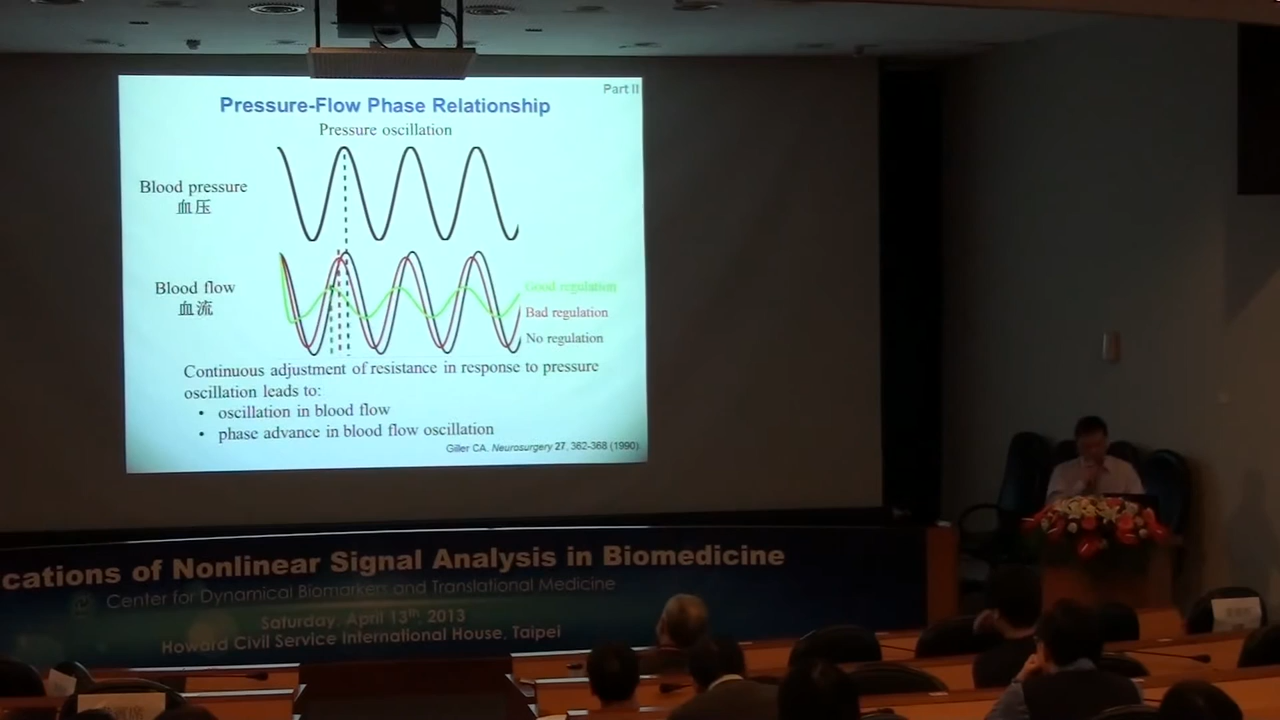 Part II
Pressure-Flow Phase Relationship
Pressure oscillation
Blood pressure
血压
Blood flow
血流
Good regulation
Bad regulation
No regulation
Continuous adjustment of resistance in response to pressure
oscillation leads to:
• oscillation in blood flow
• phase advance in blood flow oscillation
Giller CA. Neurosurgery 27, 362-368 (1990)
cations of Nonlinear Signal Analysis in Biomedicine
Center for Dynamical Biomarkers and Translational Medicine
Saturday, April 13th, 2013
Howard Civil Service International House, Taipei